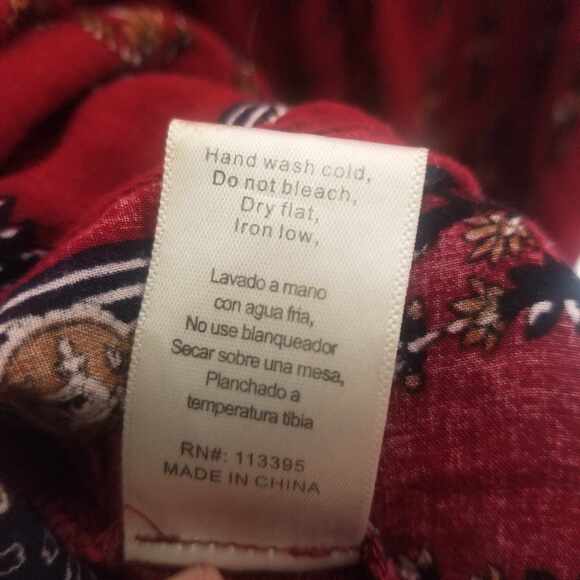 Hand wash cold,
Do not bleach,
Dry flat,
Iron low,
Lavado a mano
con agua fria,
No use blanqueador
Secar sobre una mesa,
Planchado a
temperatura tibia
RN#: 113395
MADE IN CHINA